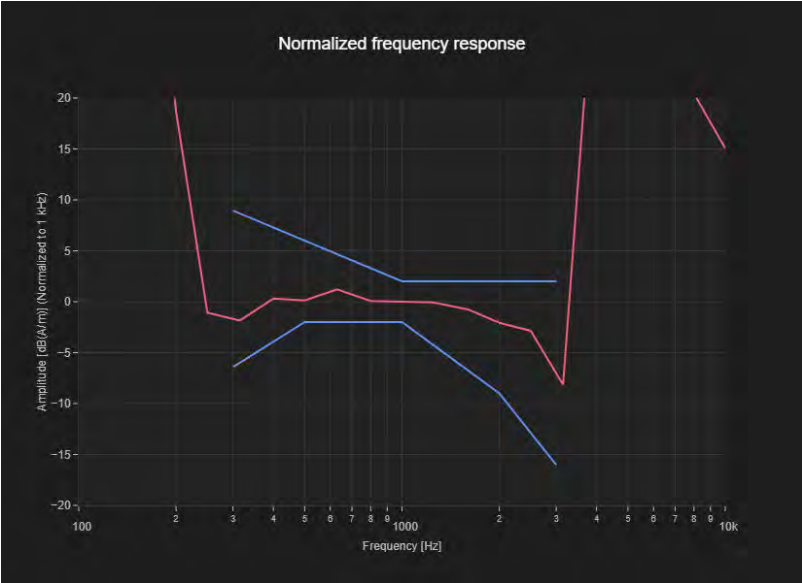 Normalized frequency response
Amplitude [dB(A/m)] (Normalized to 1 kHz)
20
15
10
5
0
−5
−10
−15
−20
100 2 3 4 5 6 7 8 9 1000 2 3 4 5 6 7 8 9 10k
Frequency [Hz]